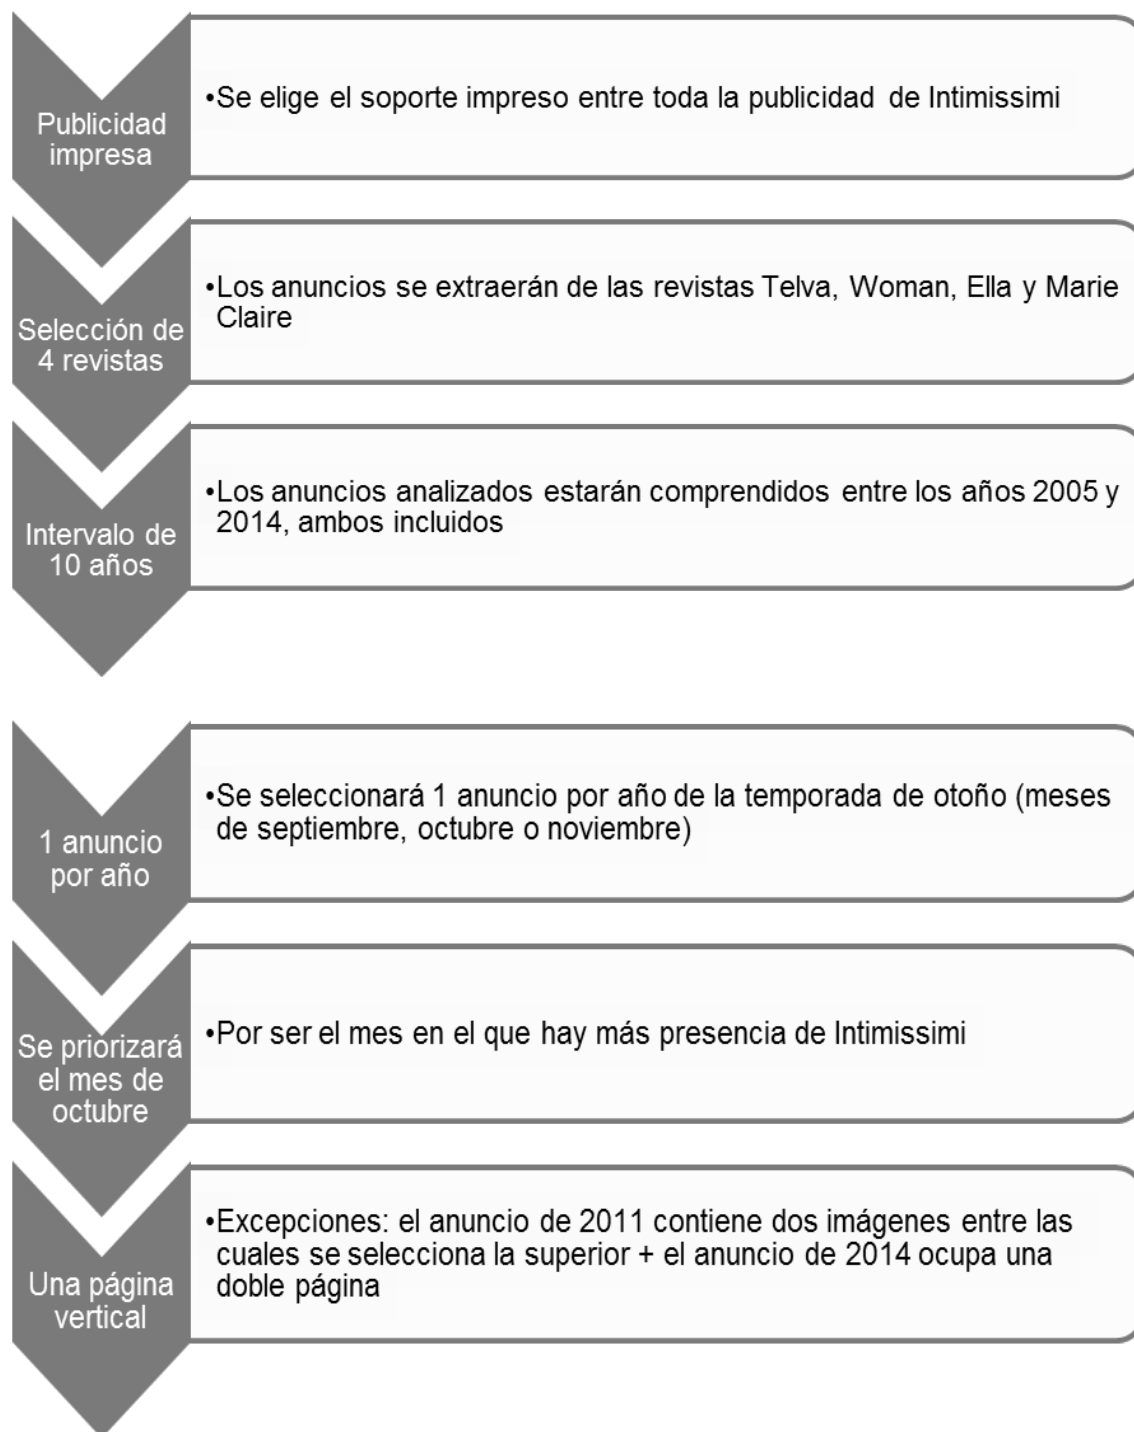 Publicidad
impresa
•Se elige el soporte impreso entre toda la publicidad de Intimissimi
Selección de
4 revistas
•Los anuncios se extraerán de las revistas Telva, Woman, Ella y Marie
Claire
Intervalo de
10 años
•Los anuncios analizados estarán comprendidos entre los años 2005 y
2014, ambos incluidos
1 anuncio
por año
•Se seleccionará 1 anuncio por año de la temporada de otoño (meses
de septiembre, octubre o noviembre)
Se priorizará
el mes de
octubre
•Por ser el mes en el que hay más presencia de Intimissimi
Una página
vertical
•Excepciones: el anuncio de 2011 contiene dos imágenes entre las
cuales se selecciona la superior + el anuncio de 2014 ocupa una
doble página